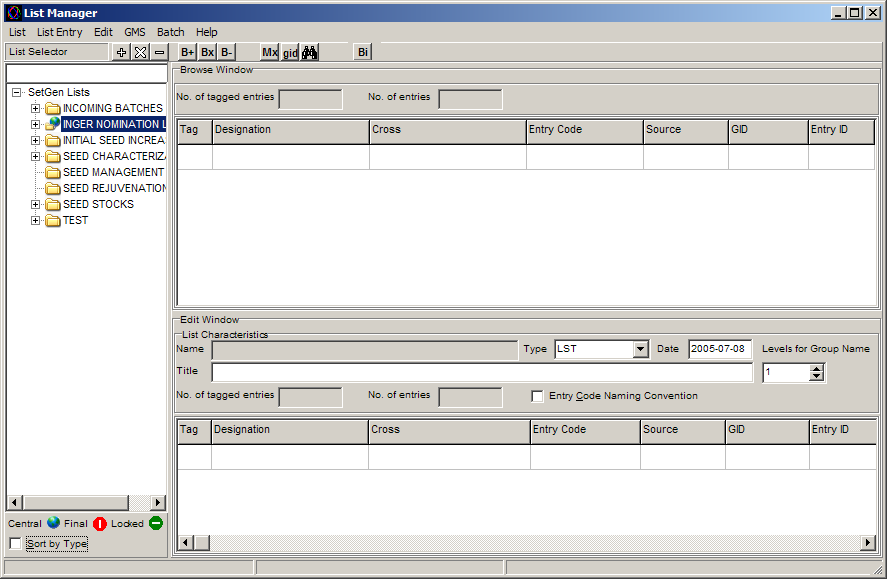 List Manager
List List Entry Edit GMS Batch Help
List Selector B+ Bx B- Mx gid Bi
SetGen Lists
INCOMING BATCHES
INGER NOMINATION L
INITIAL SEED INCREA
SEED CHARACTERIZ
SEED MANAGEMENT
SEED REJUVENATION
SEED STOCKS
TEST
Central Final Locked
Sort by Type
Browse Window
No. of tagged entries No. of entries
Tag Designation Cross Entry Code Source GID Entry ID
Edit Window
List Characteristics
Name Type LST Date 2005-07-08 Levels for Group Name
Title 1
No. of tagged entries No. of entries Entry Code Naming Convention
Tag Designation Cross Entry Code Source GID Entry ID